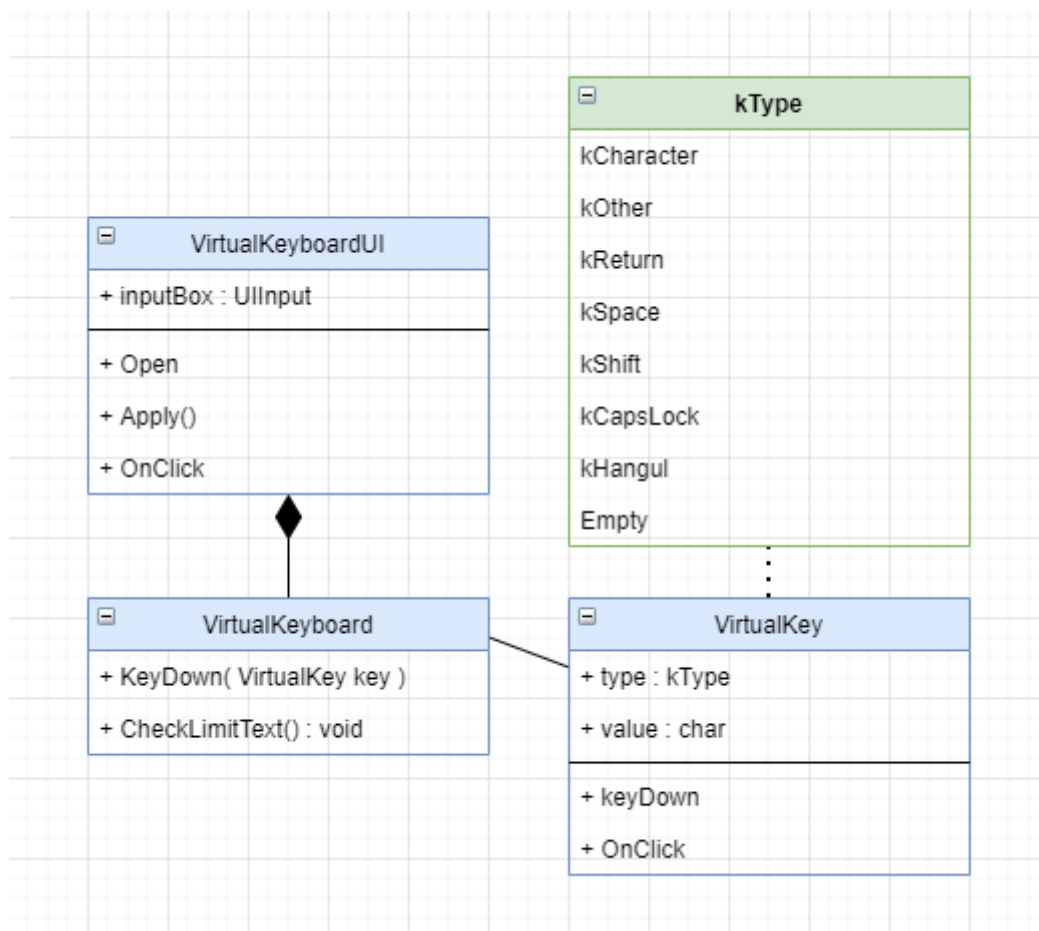 kType
kCharacter
kOther
kReturn
kSpace
kShift
kCapsLock
kHangul
Empty
VirtualKeyboardUI
+ inputBox : UIInput
+ Open
+ Apply()
+ OnClick
VirtualKeyboard
+ KeyDown( VirtualKey key )
+ CheckLimitText() : void
VirtualKey
+ type : kType
+ value : char
+ keyDown
+ OnClick